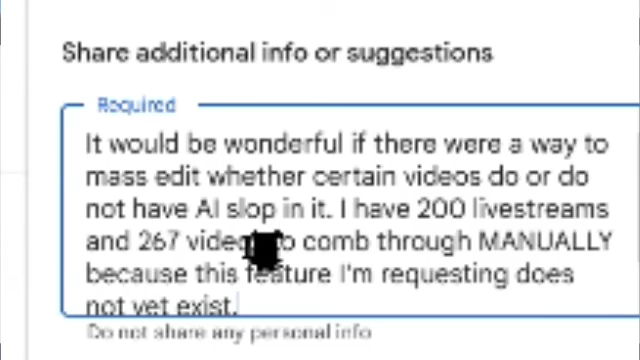 Share additional info or suggestions
Required
It would be wonderful if there were a way to
mass edit whether certain videos do or do
not have AI slop in it. I have 200 livestreams
and 267 videos to comb through MANUALLY
because this feature I'm requesting does
not yet exist.
Do not share any personal info